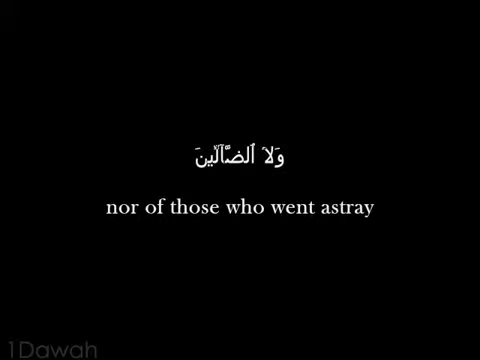 وَلَا ٱلضَّآلِّينَ
nor of those who went astray
1Dawah